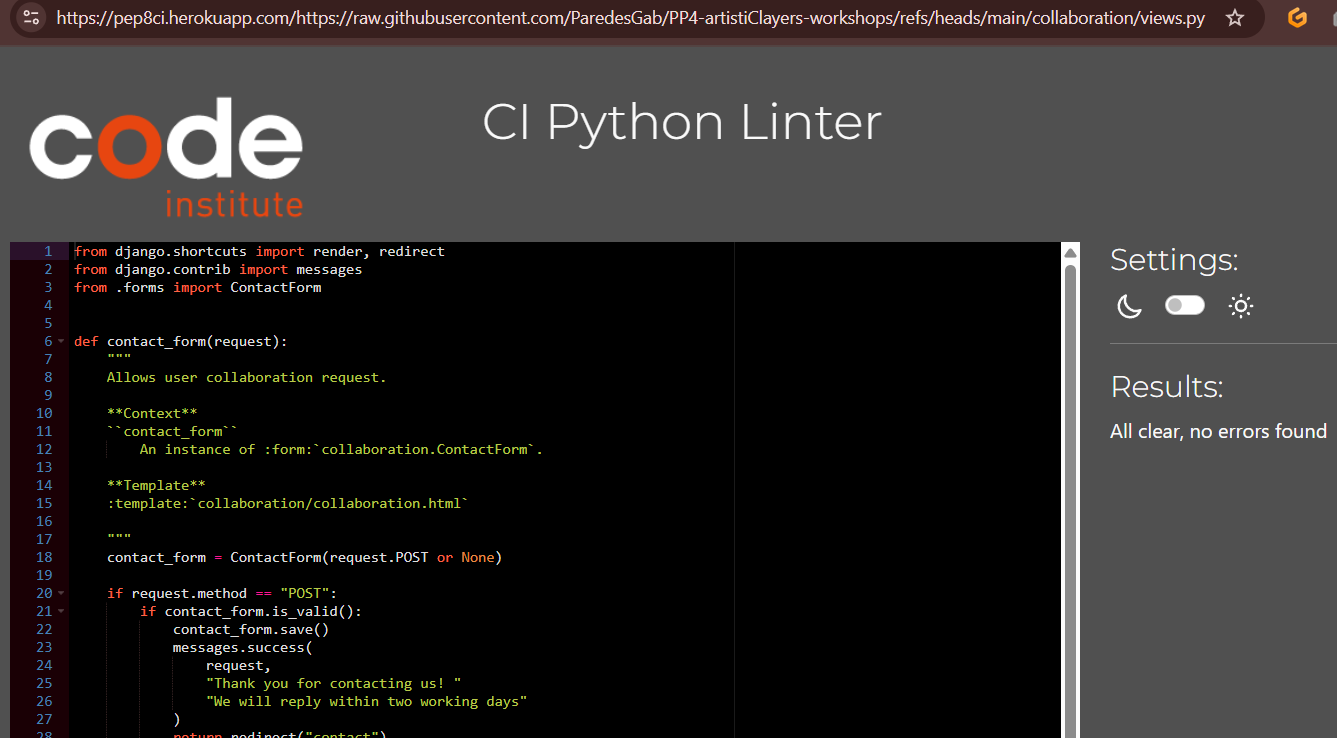 https://pep8ci.herokuapp.com/https://raw.githubusercontent.com/ParedesGab/PP4-artistiClayers-workshops/refs/heads/main/collaboration/views.py
code
institute
CI Python Linter
1 from django.shortcuts import render, redirect
2 from django.contrib import messages
3 from .forms import ContactForm
4
5
6 def contact_form(request):
7     """
8     Allows user collaboration request.
9
10     **Context**
11     ``contact_form``
12         An instance of :form:`collaboration.ContactForm`.
13
14     **Template**
15     :template:`collaboration/collaboration.html`
16
17     """
18     contact_form = ContactForm(request.POST or None)
19
20     if request.method == "POST":
21         if contact_form.is_valid():
22             contact_form.save()
23             messages.success(
24                 request,
25                 "Thank you for contacting us! "
26                 "We will reply within two working days"
27             )
28             return redirect("contact")
Settings:
Results:
All clear, no errors found